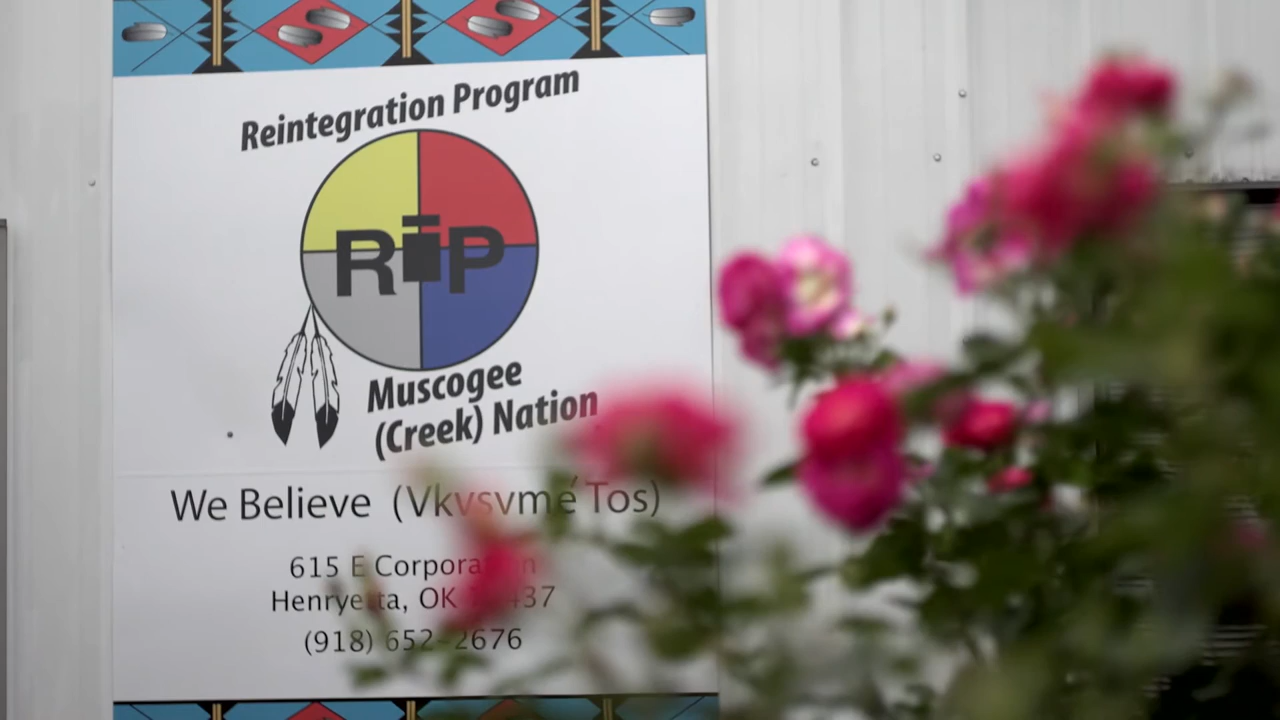 Reintegration Program
RIP
Muscogee
(Creek) Nation
We Believe (Vkvsvmé Tos)
615 E
Henryetta, OK
(918) 652-2676